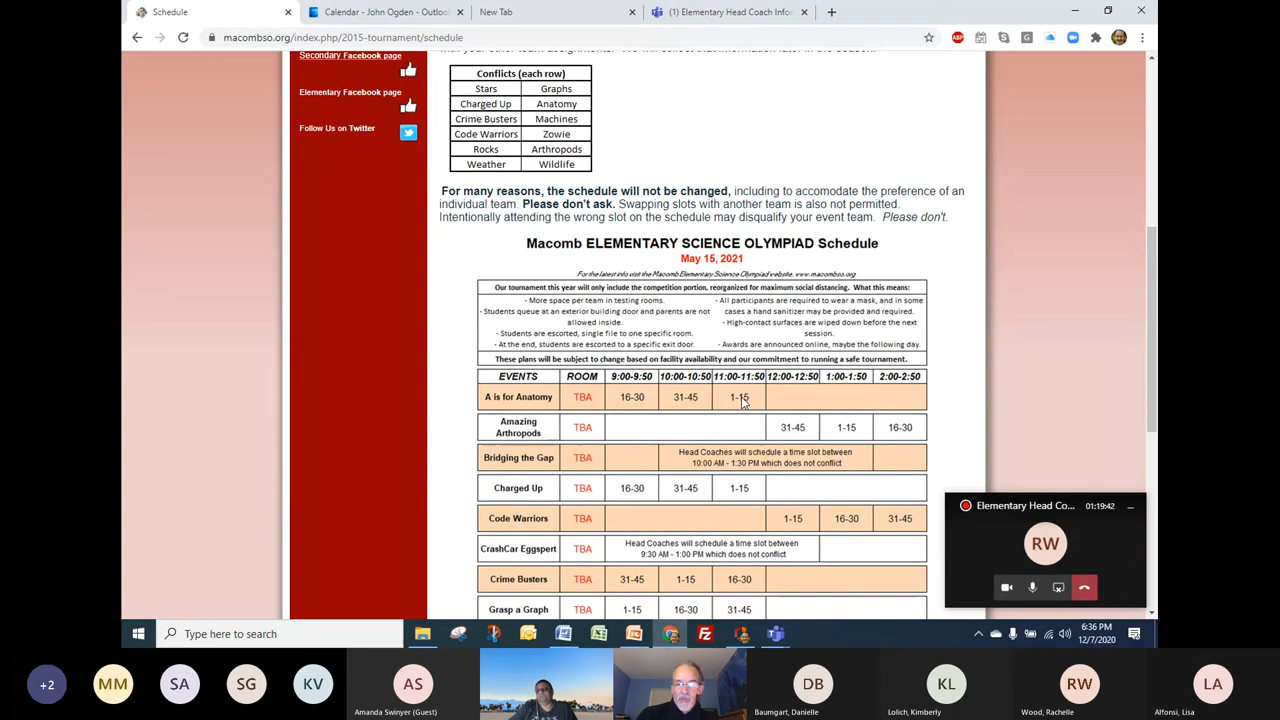 Schedule
Calendar - John Ogden - Outlool
New Tab
(1) Elementary Head Coach Infor
macombso.org/index.php/2015-tournament/schedule
Secondary Facebook page
Elementary Facebook page
Follow Us on Twitter
Conflicts (each row)
Stars Graphs
Charged Up Anatomy
Crime Busters Machines
Code Warriors Zowie
Rocks Arthropods
Weather Wildlife
For many reasons, the schedule will not be changed, including to accomodate the preference of an
individual team. Please don't ask. Swapping slots with another team is also not permitted.
Intentionally attending the wrong slot on the schedule may disqualify your event team. Please don't.
Macomb ELEMENTARY SCIENCE OLYMPIAD Schedule
May 15, 2021
For the latest info visit the Macomb Elementary Science Olympiad website, www.macombso.org
Our tournament this year will only include the competition portion, reorganized for maximum social distancing. What this means:
- More space per team in testing rooms.
- Students queue at an exterior building door and parents are not
allowed inside.
- Students are escorted, single file to one specific room.
- At the end, students are escorted to a specific exit door.
- All participants are required to wear a mask, and in some
cases a hand sanitizer may be provided and required.
- High-contact surfaces are wiped down before the next
session.
- Awards are announced online, maybe the following day.
These plans will be subject to change based on facility availability and our commitment to running a safe tournament.
EVENTS ROOM 9:00-9:50 10:00-10:50 11:00-11:50 12:00-12:50 1:00-1:50 2:00-2:50
A is for Anatomy TBA 16-30 31-45 1-15
Amazing
Arthropods TBA 31-45 1-15 16-30
Bridging the Gap TBA Head Coaches will schedule a time slot between
10:00 AM - 1:30 PM which does not conflict
Charged Up TBA 16-30 31-45 1-15
Code Warriors TBA 1-15 16-30 31-45
CrashCar Eggspert TBA Head Coaches will schedule a time slot between
9:30 AM - 1:00 PM which does not conflict
Crime Busters TBA 31-45 1-15 16-30
Grasp a Graph TBA 1-15 16-30 31-45
Elementary Head Co...
01:19:42
RW
Type here to search
6:36 PM
12/7/2020
+2
MM
SA
SG
KV
AS
Amanda Swinyer (Guest)
DB
Baumgart, Danielle
KL
Lolich, Kimberly
RW
Wood, Rachelle
LA
Alfonsi, Lisa